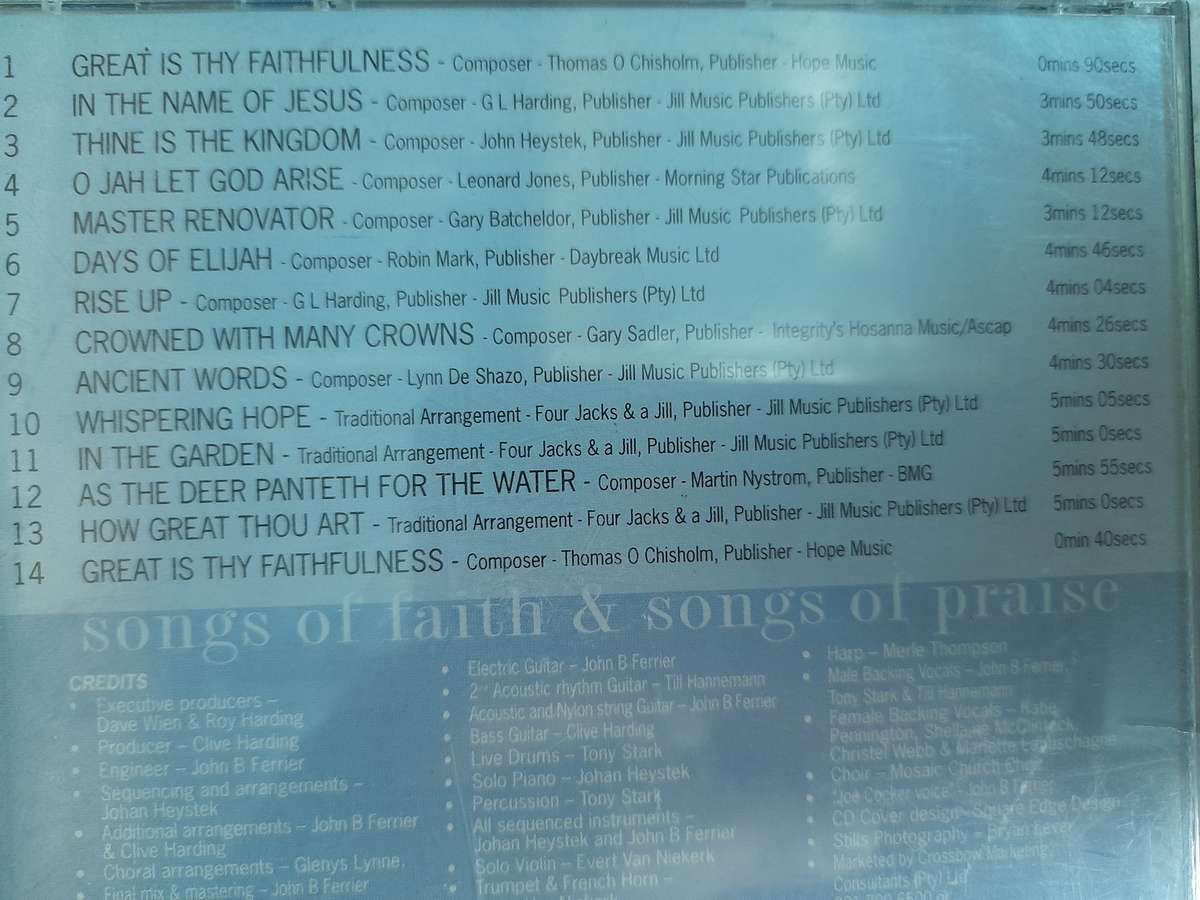 1 GREAT IS THY FAITHFULNESS - Composer - Thomas O Chisholm, Publisher - Hope Music 0mins 90secs
2 IN THE NAME OF JESUS - Composer - G L Harding, Publisher - Jill Music Publishers (Pty) Ltd 3mins 50secs
3 THINE IS THE KINGDOM - Composer - John Heystek, Publisher - Jill Music Publishers (Pty) Ltd 3mins 48secs
4 O JAH LET GOD ARISE - Composer - Leonard Jones, Publisher - Morning Star Publications 4mins 12secs
5 MASTER RENOVATOR - Composer - Gary Batcheldor, Publisher - Jill Music Publishers (Pty) Ltd 3mins 12secs
6 DAYS OF ELIJAH - Composer - Robin Mark, Publisher - Daybreak Music Ltd 4mins 46secs
7 RISE UP - Composer - G L Harding, Publisher - Jill Music Publishers (Pty) Ltd 4mins 04secs
8 CROWNED WITH MANY CROWNS - Composer - Gary Sadler, Publisher - Integrity's Hosanna Music/Ascap 4mins 26secs
9 ANCIENT WORDS - Composer - Lynn De Shazo, Publisher - Jill Music Publishers (Pty) Ltd 4mins 30secs
10 WHISPERING HOPE - Traditional Arrangement - Four Jacks & a Jill, Publisher - Jill Music Publishers (Pty) Ltd 5mins 05secs
11 IN THE GARDEN - Traditional Arrangement - Four Jacks & a Jill, Publisher - Jill Music Publishers (Pty) Ltd 5mins 0secs
12 AS THE DEER PANTETH FOR THE WATER - Composer - Martin Nystrom, Publisher - BMG 5mins 55secs
13 HOW GREAT THOU ART - Traditional Arrangement - Four Jacks & a Jill, Publisher - Jill Music Publishers (Pty) Ltd 5mins 0secs
14 GREAT IS THY FAITHFULNESS - Composer - Thomas O Chisholm, Publisher - Hope Music 0min 40secs
songs of faith & songs of praise
CREDITS
• Executive producers –
Dave Wien & Roy Harding
• Producer – Clive Harding
• Engineer – John B Ferrier
• Sequencing and arrangements –
Johan Heystek
• Additional arrangements – John B Ferrier
& Clive Harding
• Choral arrangements – Glenys Lynne,
• Final mix & mastering – John B Ferrier
• Electric Guitar – John B Ferrier
• 2nd Acoustic rhythm Guitar – Till Hannemann
• Acoustic and Nylon string Guitar – John B Ferrier
• Bass Guitar – Clive Harding
• Live Drums – Tony Stark
• Solo Piano – Johan Heystek
• Percussion – Tony Stark
• All sequenced instruments –
Johan Heystek and John B Ferrier
• Solo Violin – Evert Van Niekerk
• Trumpet & French Horn –
• Harp – Merle Thompsen
• Male Backing Vocals – John B Ferrier,
Tony Stark & Till Hannemann
• Female Backing Vocals – Kabe
Pennington, McClintock
Christel Webb &
• Choir – Mosaic Church Choir
• 'Joe Cocker voice' – John B Ferrier
• CD Cover design – Square Edge Design
• Stills Photography – Bryan Lever
• Marketed by Crossbow Marketing
Consultants (Pty) Ltd